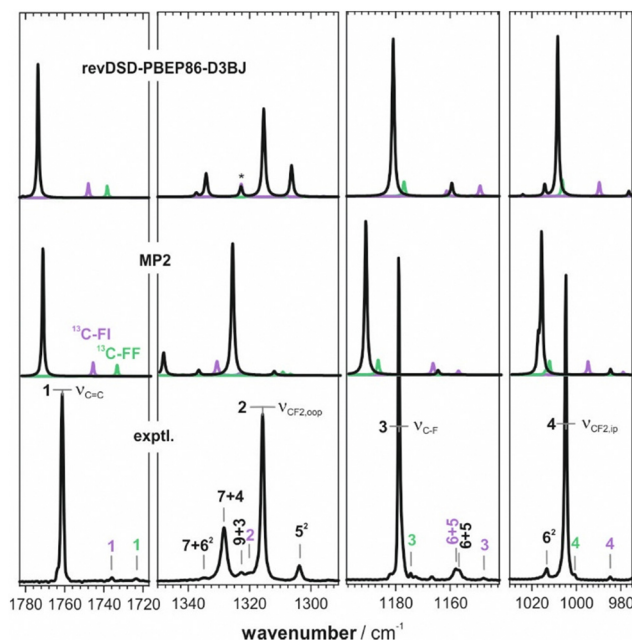 revDSD-PBEP86-D3BJ
*
MP2
¹³C-FI
¹³C-FF
exptl.
1 νC=C
2 νCF2,oop
3 νC-F
4 νCF2,ip
7+4
7+6² 9+3 2 5²
1 1
3 6+5 6+5 3
6² 4 4
1780 1760 1740 1720 1340 1320 1300 1180 1160 1020 1000 980
wavenumber / cm⁻¹